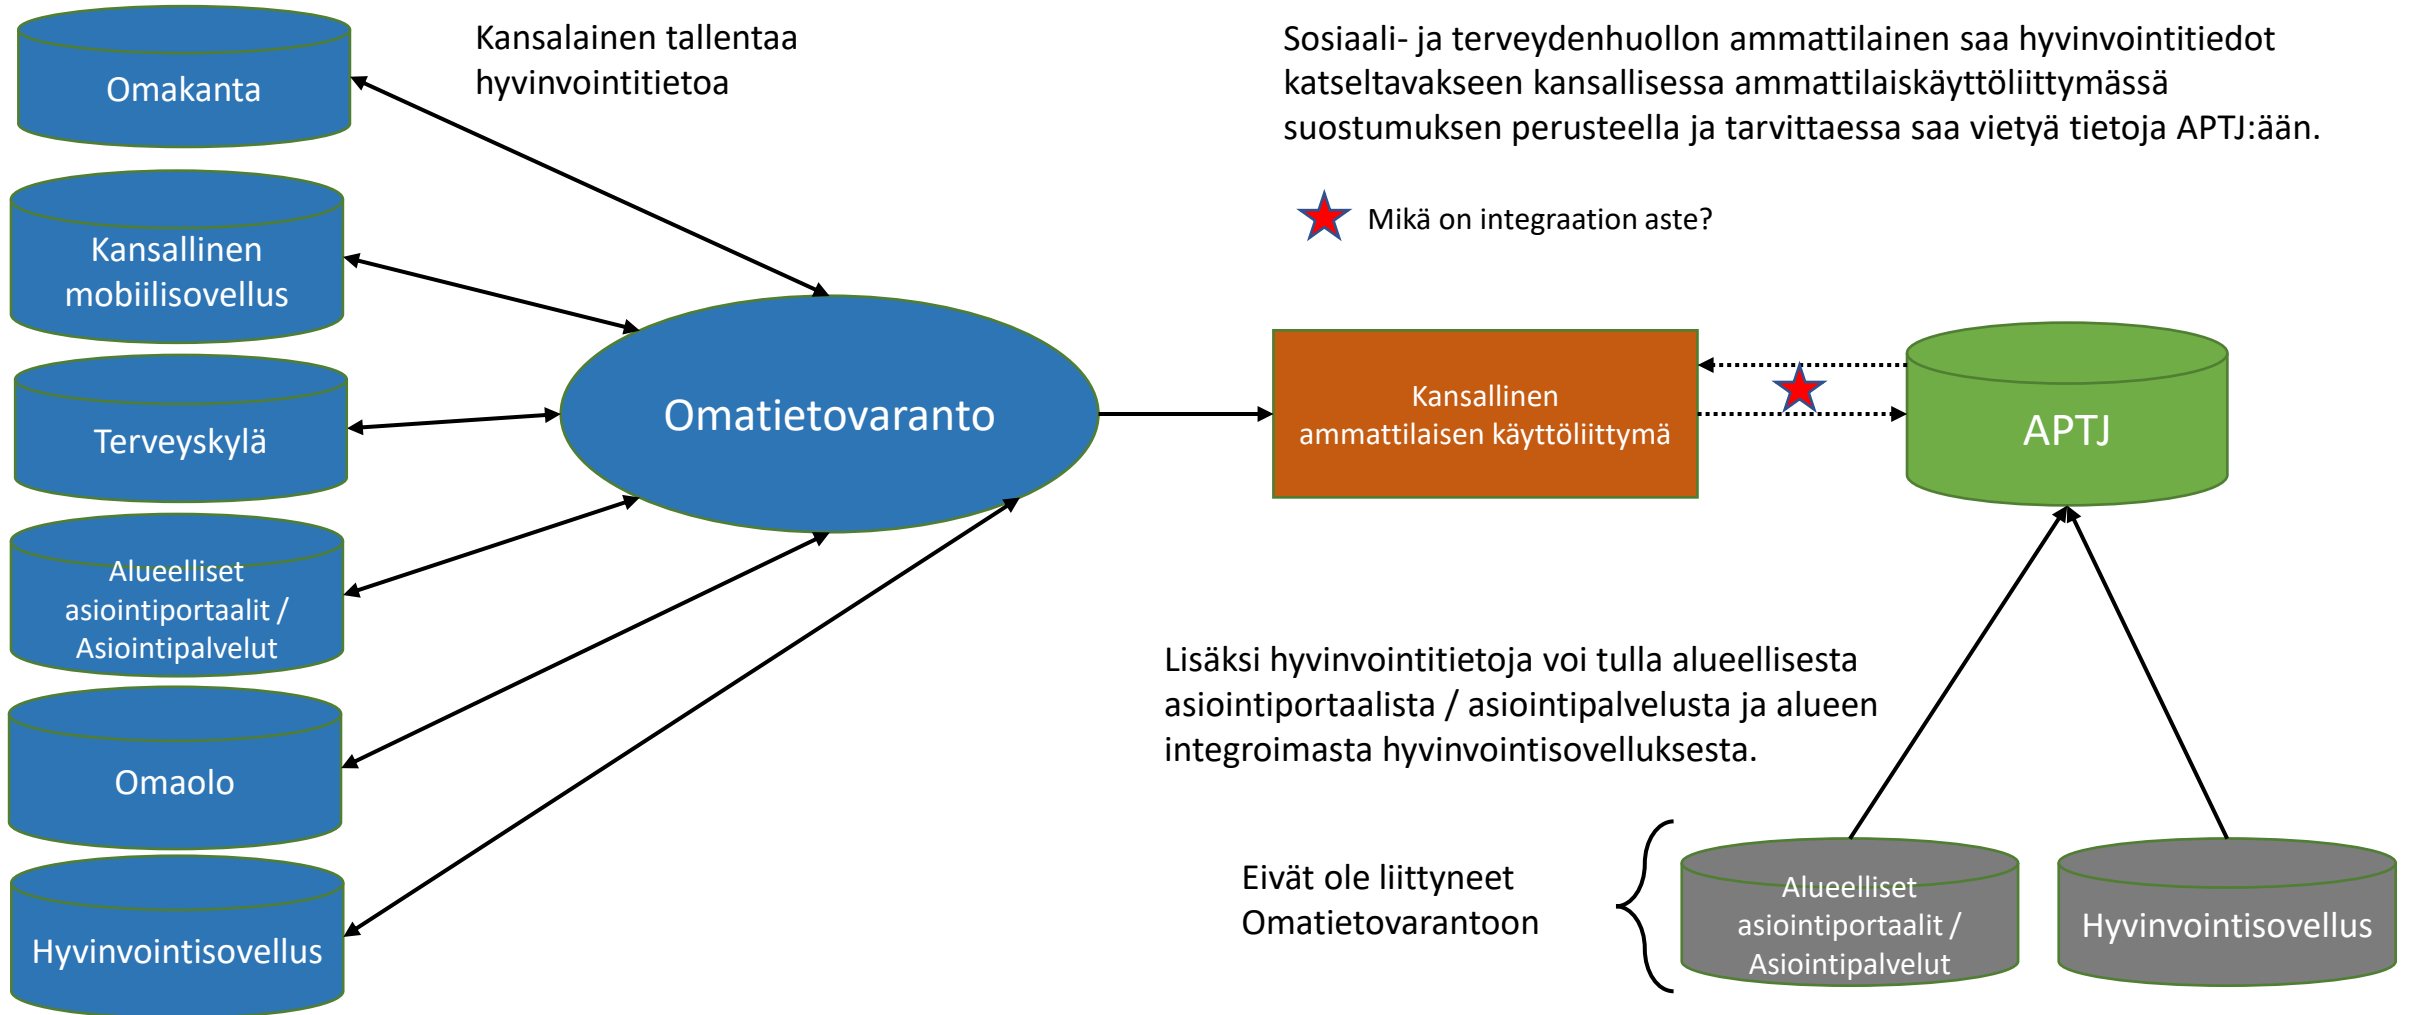 Omakanta
Kansallinen
mobiilisovellus
Terveyskylä
Alueelliset
asiointiportaalit /
Asiointipalvelut
Omaolo
Hyvinvointisovellus
Kansalainen tallentaa
hyvinvointitietoa
Omatietovaranto
Sosiaali- ja terveydenhuollon ammattilainen saa hyvinvointitiedot
katseltavakseen kansallisessa ammattilaiskäyttöliittymässä
suostumuksen perusteella ja tarvittaessa saa vietyä tietoja APTJ:ään.
Mikä on integraation aste?
Kansallinen
ammattilaisen käyttöliittymä
APTJ
Lisäksi hyvinvointitietoja voi tulla alueellisesta
asiointiportaalista / asiointipalvelusta ja alueen
integroimasta hyvinvointisovelluksesta.
Eivät ole liittyneet
Omatietovarantoon
Alueelliset
asiointiportaalit /
Asiointipalvelut
Hyvinvointisovellus